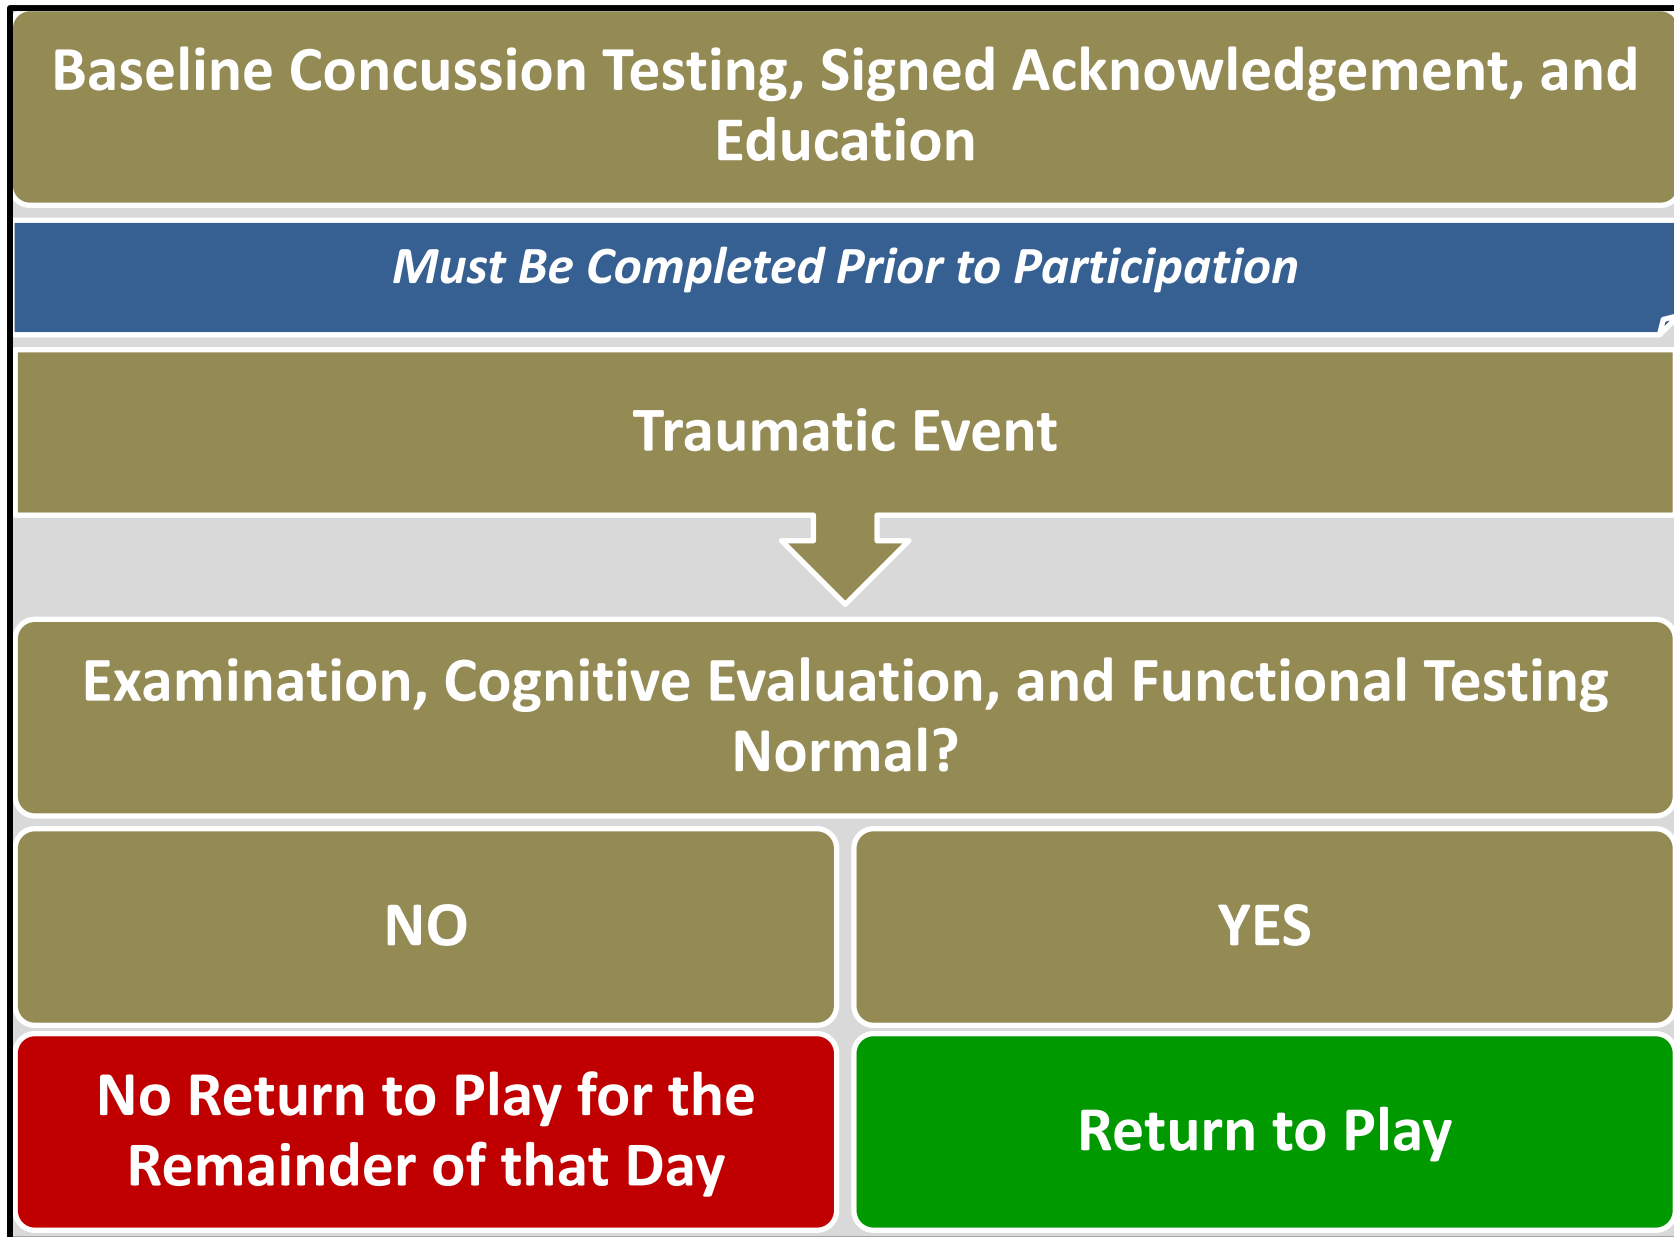 Baseline Concussion Testing, Signed Acknowledgement, and
Education
Must Be Completed Prior to Participation
Traumatic Event
Examination, Cognitive Evaluation, and Functional Testing
Normal?
NO
YES
No Return to Play for the
Remainder of that Day
Return to Play